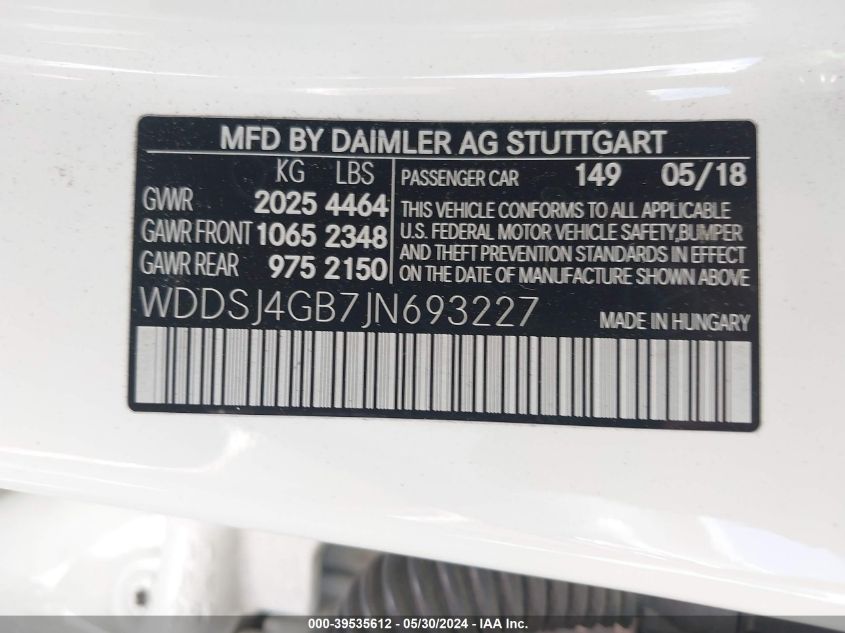 MFD BY DAIMLER AG STUTTGART
KG LBS
GVWR 2025 4464
GAWR FRONT 1065 2348
GAWR REAR 975 2150
PASSENGER CAR 149 05/18
THIS VEHICLE CONFORMS TO ALL APPLICABLE
U.S. FEDERAL MOTOR VEHICLE SAFETY,BUMPER
AND THEFT PREVENTION STANDARDS IN EFFECT
ON THE DATE OF MANUFACTURE SHOWN ABOVE
WDDSJ4GB7JN693227
MADE IN HUNGARY
000-39535612 - 05/30/2024 - IAA Inc.